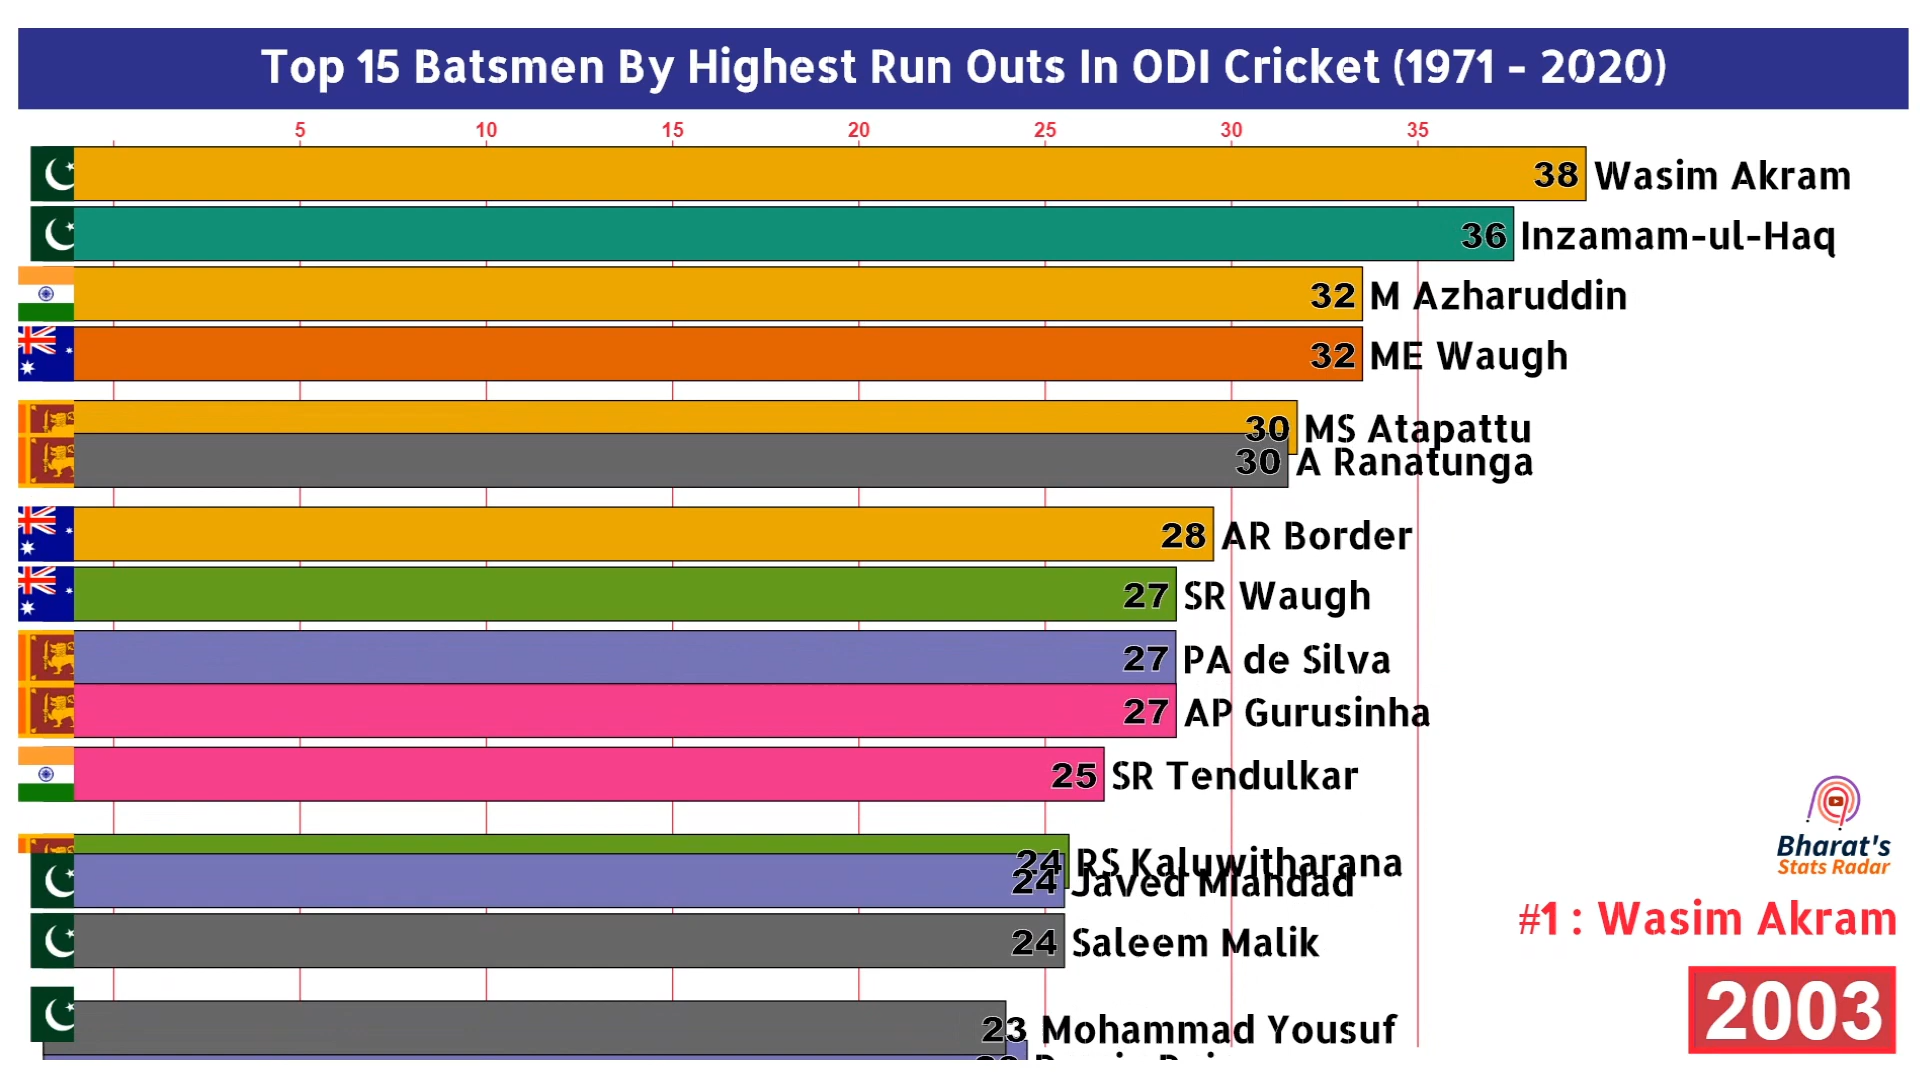 Top 15 Batsmen By Highest Run Outs In ODI Cricket (1971 - 2020)
5 10 15 20 25 30 35
38 Wasim Akram
36 Inzamam-ul-Haq
32 M Azharuddin
32 ME Waugh
30 MS Atapattu
30 A Ranatunga
28 AR Border
27 SR Waugh
27 PA de Silva
27 AP Gurusinha
25 SR Tendulkar
24 RS Kaluwitharana
24 Javed Miandad
24 Saleem Malik
23 Mohammad Yousuf
Bharat's
Stats Radar
#1 : Wasim Akram
2003